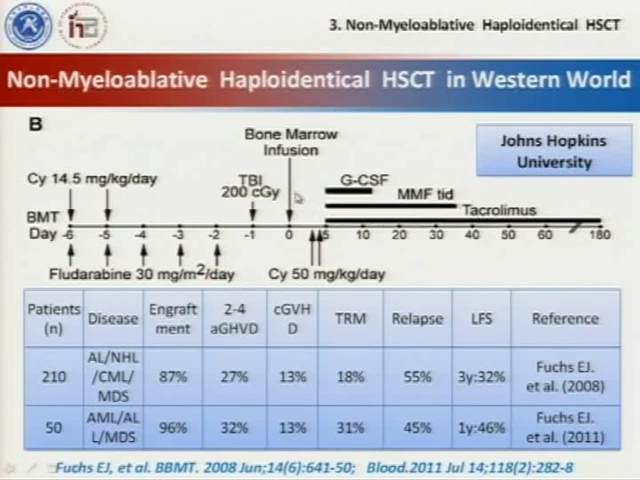 3. Non-Myeloablative Haploidentical HSCT
Non-Myeloablative Haploidentical HSCT in Western World
B
Bone Marrow
Infusion
Johns Hopkins
University
Cy 14.5 mg/kg/day
TBI
200 cGy
G-CSF
MMF tid
Tacrolimus
BMT
Day -6 -5 -4 -3 -2 -1 0 5 10 20 30 40 50 60 180
Fludarabine 30 mg/m²/day
Cy 50 mg/kg/day
Patients (n) Disease Engraft ment 2-4 aGHVD cGVH D TRM Relapse LFS Reference
210 AL/NHL /CML/ MDS 87% 27% 13% 18% 55% 3y:32% Fuchs EJ. et al. (2008)
50 AML/AL L/MDS 96% 32% 13% 31% 45% 1y:46% Fuchs EJ. et al. (2011)
Fuchs EJ, et al. BBMT. 2008 Jun;14(6):641-50; Blood.2011 Jul 14;118(2):282-8